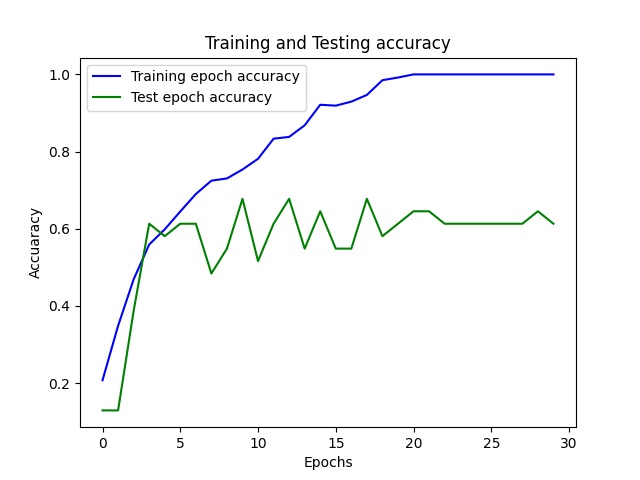 Training and Testing accuracy
Training epoch accuracy
Test epoch accuracy
1.0
0.8
0.6
0.4
0.2
Accuaracy
0 5 10 15 20 25 30
Epochs